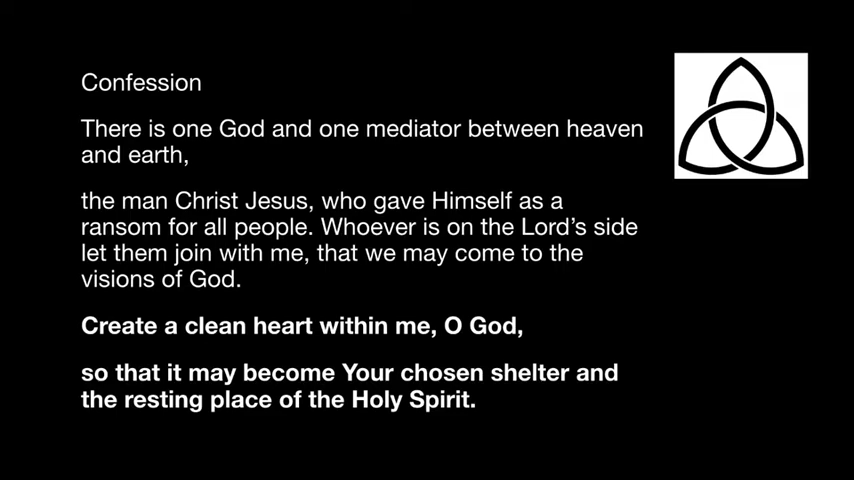 Confession
There is one God and one mediator between heaven
and earth,
the man Christ Jesus, who gave Himself as a
ransom for all people. Whoever is on the Lord’s side
let them join with me, that we may come to the
visions of God.
Create a clean heart within me, O God,
so that it may become Your chosen shelter and
the resting place of the Holy Spirit.